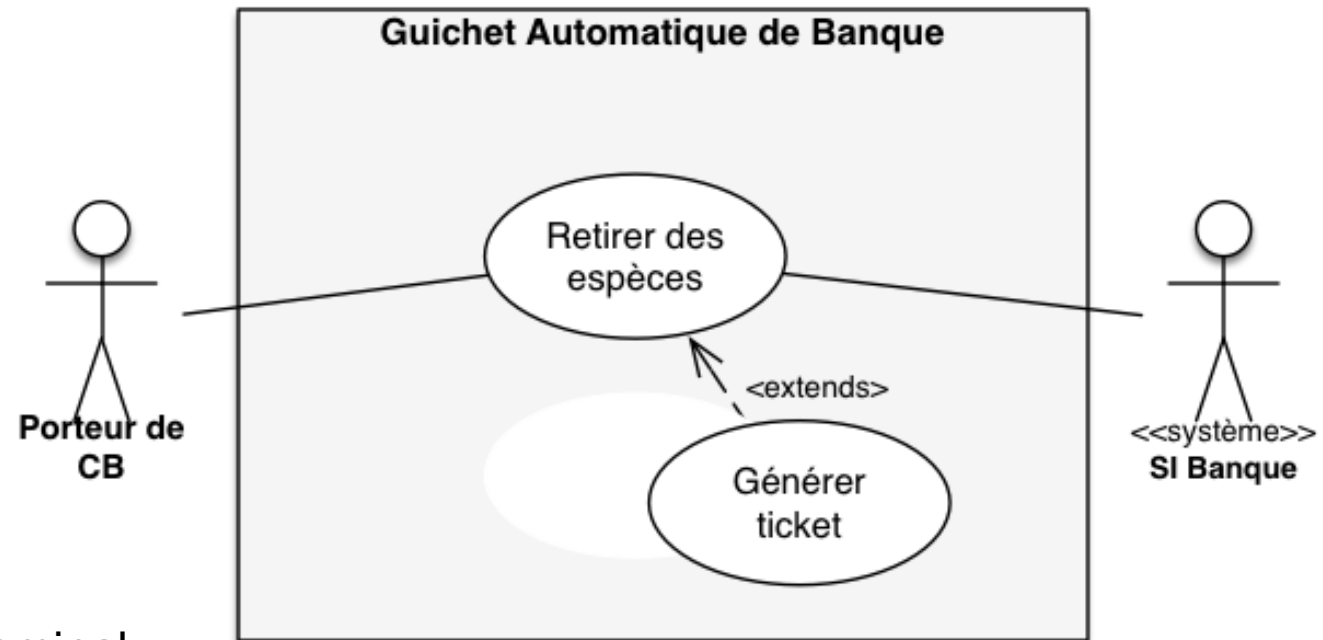 Guichet Automatique de Banque
Retirer des
espèces
<extends>
Porteur de
CB
<<système>>
SI Banque
Générer
ticket